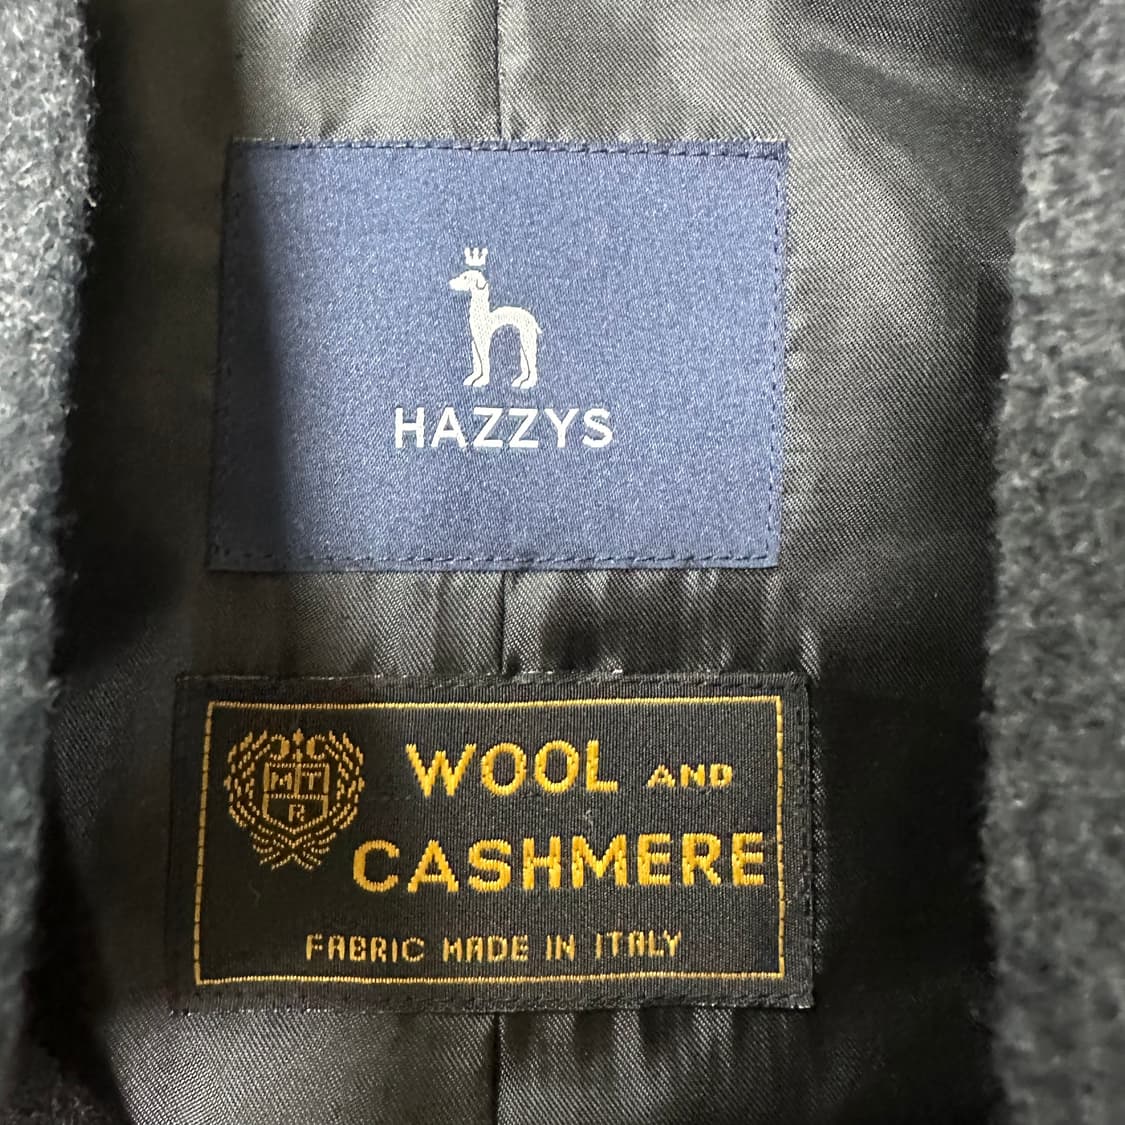 HAZZYS
MTR
WOOL AND
CASHMERE
FABRIC MADE IN ITALY